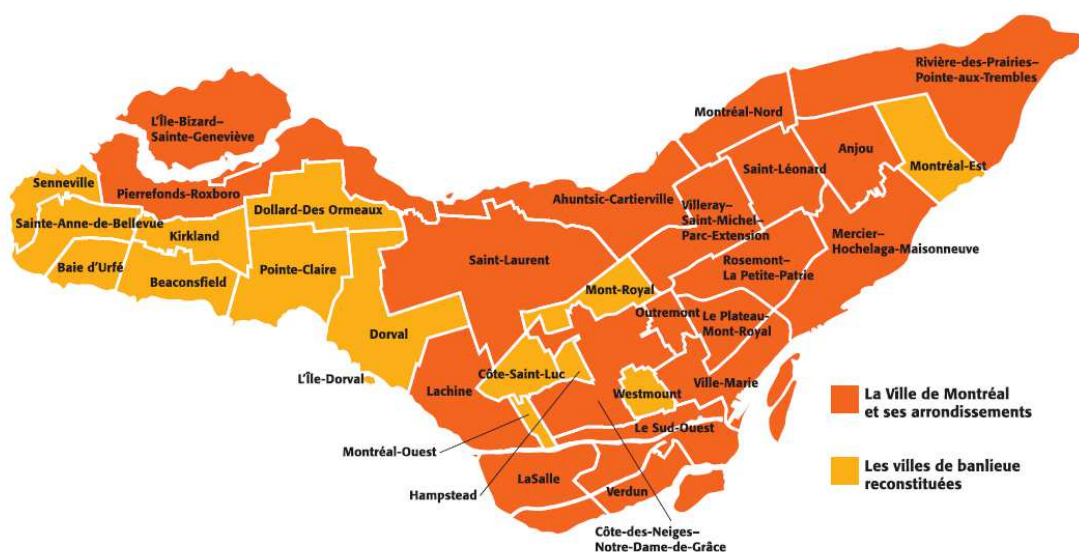 Rivière-des-Prairies–
Pointe-aux-Trembles
Montréal-Nord
L'Île-Bizard–
Sainte-Geneviève
Anjou
Saint-Léonard
Montréal-Est
Senneville
Pierrefonds-Roxboro
Ahuntsic-Cartierville
Villeray–
Saint-Michel–
Parc-Extension
Dollard-Des Ormeaux
Sainte-Anne-de-Bellevue
Kirkland
Mercier–
Hochelaga-Maisonneuve
Saint-Laurent
Rosemont–
La Petite-Patrie
Baie d'Urfé
Beaconsfield
Pointe-Claire
Mont-Royal
Outremont
Le Plateau-
Mont-Royal
Dorval
L'Île-Dorval
Lachine
Côte-Saint-Luc
Westmount
Ville-Marie
La Ville de Montréal
et ses arrondissements
Le Sud-Ouest
Montréal-Ouest
Les villes de banlieue
reconstituées
LaSalle
Verdun
Hampstead
Côte-des-Neiges–
Notre-Dame-de-Grâce